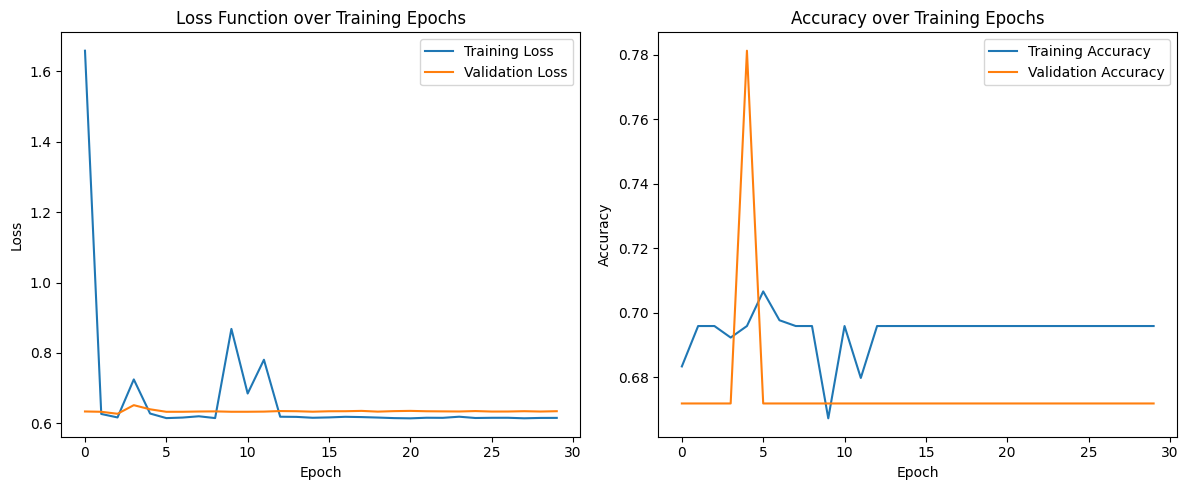 Loss Function over Training Epochs
Training Loss
Validation Loss
1.6
1.4
1.2
1.0
0.8
0.6
Loss
0 5 10 15 20 25 30
Epoch
Accuracy over Training Epochs
Training Accuracy
Validation Accuracy
0.78
0.76
0.74
0.72
0.70
0.68
Accuracy
0 5 10 15 20 25 30
Epoch